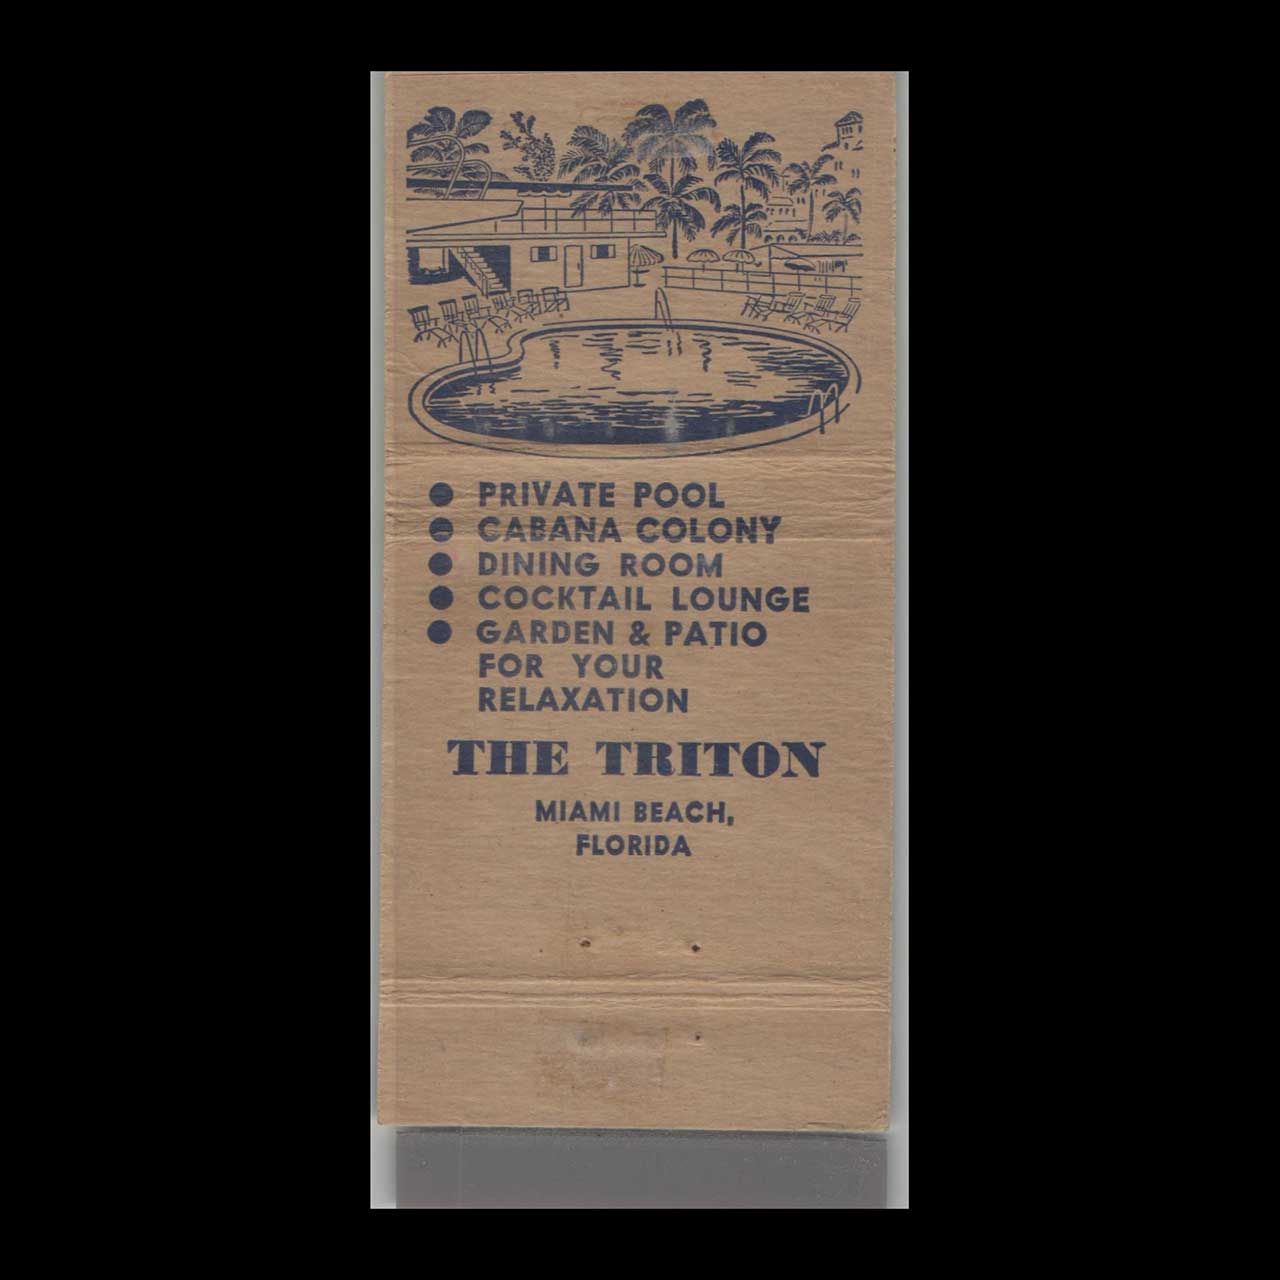 ● PRIVATE POOL
● CABANA COLONY
● DINING ROOM
● COCKTAIL LOUNGE
● GARDEN & PATIO
FOR YOUR
RELAXATION
THE TRITON
MIAMI BEACH,
FLORIDA